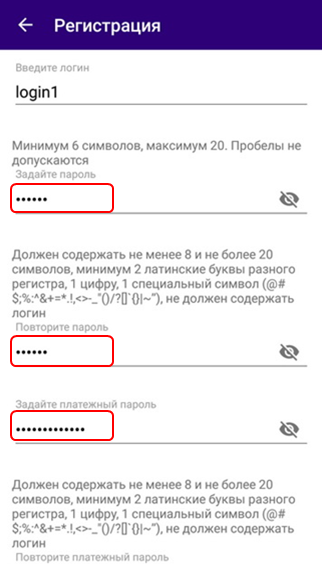 Регистрация
Введите логин
login1
Минимум 6 символов, максимум 20. Пробелы не
допускаются
Задайте пароль
••••••
Должен содержать не менее 8 и не более 20
символов, минимум 2 латинские буквы разного
регистра, 1 цифру, 1 специальный символ (@#
$;%:^&+=*.!,<>-_"()/?[]`{}|~"), не должен содержать
логин
Повторите пароль
••••••
Задайте платежный пароль
•••••••••••••
Должен содержать не менее 8 и не более 20
символов, минимум 2 латинские буквы разного
регистра, 1 цифру, 1 специальный символ (@#
$;%:^&+=*.!,<>-_"()/?[]`{}|~"), не должен содержать
логин
Повторите платежный пароль